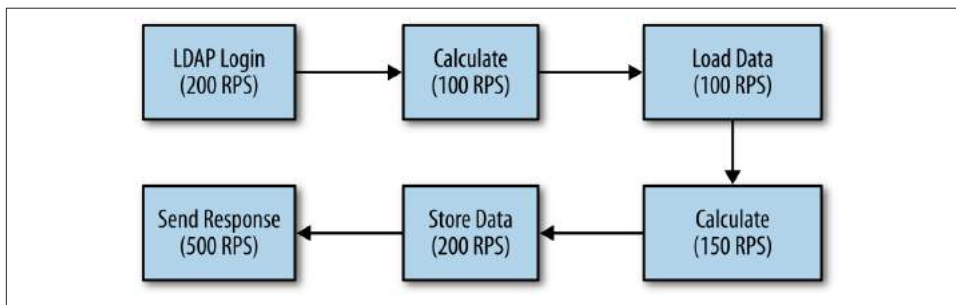 LDAP Login
(200 RPS)
Calculate
(100 RPS)
Load Data
(100 RPS)
Send Response
(500 RPS)
Store Data
(200 RPS)
Calculate
(150 RPS)